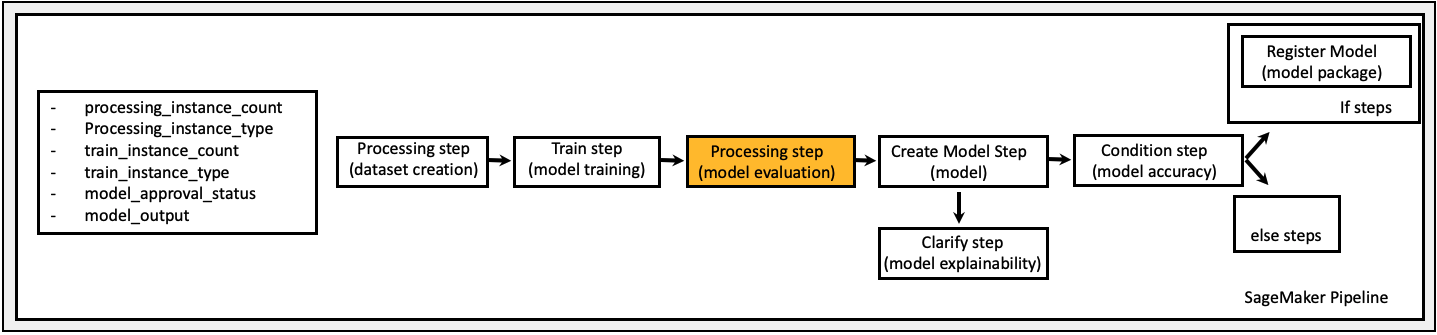 - processing_instance_count
- Processing_instance_type
- train_instance_count
- train_instance_type
- model_approval_status
- model_output
Processing step
(dataset creation)
Train step
(model training)
Processing step
(model evaluation)
Create Model Step
(model)
Clarify step
(model explainability)
Condition step
(model accuracy)
Register Model
(model package)
If steps
else steps
SageMaker Pipeline